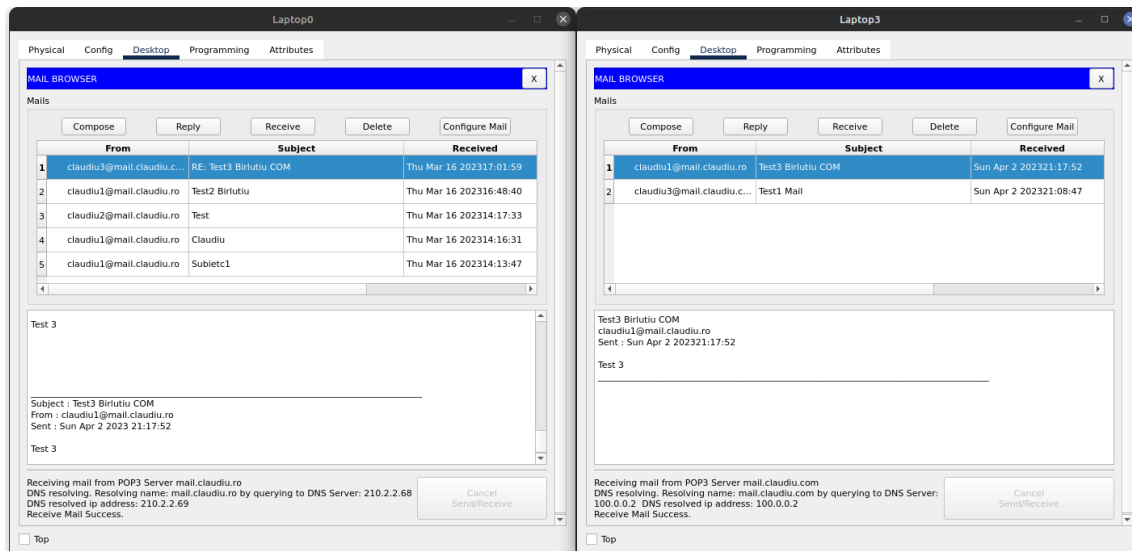 Laptop0
Physical Config Desktop Programming Attributes
MAIL BROWSER X
Mails
Compose Reply Receive Delete Configure Mail
From Subject Received
1 claudiu3@mail.claudiu.c... RE: Test3 Birlutiu COM Thu Mar 16 202317:01:59
2 claudiu1@mail.claudiu.ro Test2 Birlutiu Thu Mar 16 202316:48:40
3 claudiu2@mail.claudiu.ro Test Thu Mar 16 202314:17:33
4 claudiu1@mail.claudiu.ro Claudiu Thu Mar 16 202314:16:31
5 claudiu1@mail.claudiu.ro Subietc1 Thu Mar 16 202314:13:47
Test 3
Subject : Test3 Birlutiu COM
From : claudiu1@mail.claudiu.ro
Sent : Sun Apr 2 2023 21:17:52
Test 3
Receiving mail from POP3 Server mail.claudiu.ro
DNS resolving. Resolving name: mail.claudiu.ro by querying to DNS Server: 210.2.2.68
DNS resolved ip address: 210.2.2.69
Receive Mail Success.
Cancel
Send/Receive
Top
Laptop3
Physical Config Desktop Programming Attributes
MAIL BROWSER X
Mails
Compose Reply Receive Delete Configure Mail
From Subject Received
1 claudiu1@mail.claudiu.ro Test3 Birlutiu COM Sun Apr 2 202321:17:52
2 claudiu3@mail.claudiu.c... Test1 Mail Sun Apr 2 202321:08:47
Test3 Birlutiu COM
claudiu1@mail.claudiu.ro
Sent : Sun Apr 2 202321:17:52
Test 3
Receiving mail from POP3 Server mail.claudiu.com
DNS resolving. Resolving name: mail.claudiu.com by querying to DNS Server:
100.0.0.2 DNS resolved ip address: 100.0.0.2
Receive Mail Success.
Cancel
Send/Receive
Top